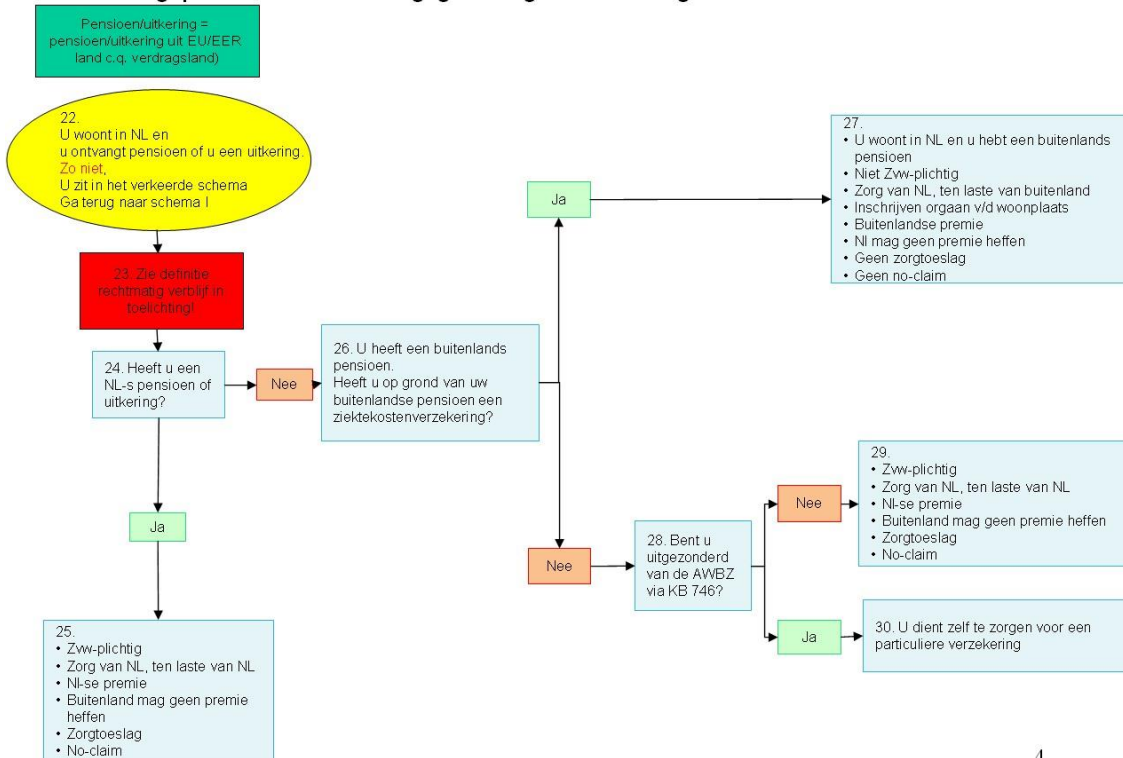 Pensioen/uitkering =
pensioen/uitkering uit EU/EER
land c.q. verdragsland)
22.
U woont in NL en
u ontvangt pensioen of u een uitkering.
Zo niet,
U zit in het verkeerde schema
Ga terug naar schema I
23. Zie definitie
rechtmatig verblijf in
toelichting!
24. Heeft u een
NL-s pensioen of
uitkering?
Nee
26. U heeft een buitenlands
pensioen.
Heeft u op grond van uw
buitenlandse pensioen een
ziektekostenverzekering?
Ja
27.
• U woont in NL en u hebt een buitenlands
pensioen
• Niet Zvw-plichtig
• Zorg van NL, ten laste van buitenland
• Inschrijven orgaan v/d woonplaats
• Buitenlandse premie
• Nl mag geen premie heffen
• Geen zorgtoeslag
• Geen no-claim
Ja
25.
• Zvw-plichtig
• Zorg van NL, ten laste van NL
• Nl-se premie
• Buitenland mag geen premie
heffen
• Zorgtoeslag
• No-claim
Nee
28. Bent u
uitgezonderd
van de AWBZ
via KB 746?
Nee
29.
• Zvw-plichtig
• Zorg van NL, ten laste van NL
• Nl-se premie
• Buitenland mag geen premie heffen
• Zorgtoeslag
• No-claim
Ja
30. U dient zelf te zorgen voor een
particuliere verzekering